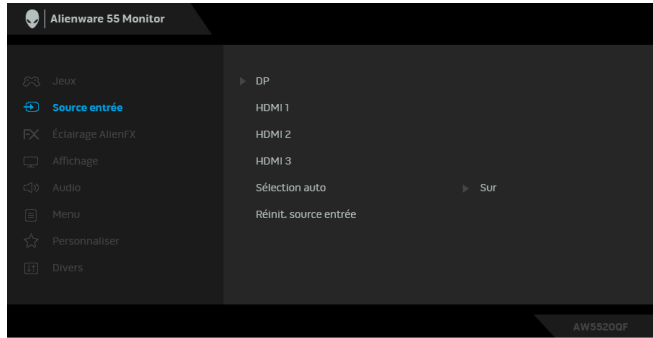 Alienware 55 Monitor
Jeux
Source entrée
FX Éclairage AlienFX
Affichage
Audio
Menu
Personnaliser
Divers
DP
HDMI 1
HDMI 2
HDMI 3
Sélection auto Sur
Réinit. source entrée
AW5520QF